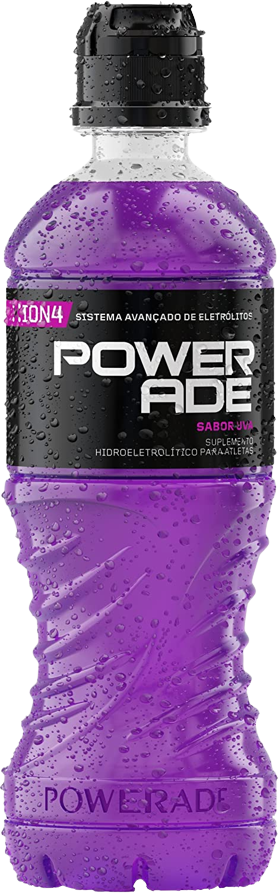 ION4
SISTEMA AVANÇADO DE ELETRÓLITOS
POWER
ADE
SABOR UVA
SUPLEMENTO
HIDROELETROLÍTICO PARA ATLETAS
POWERADE